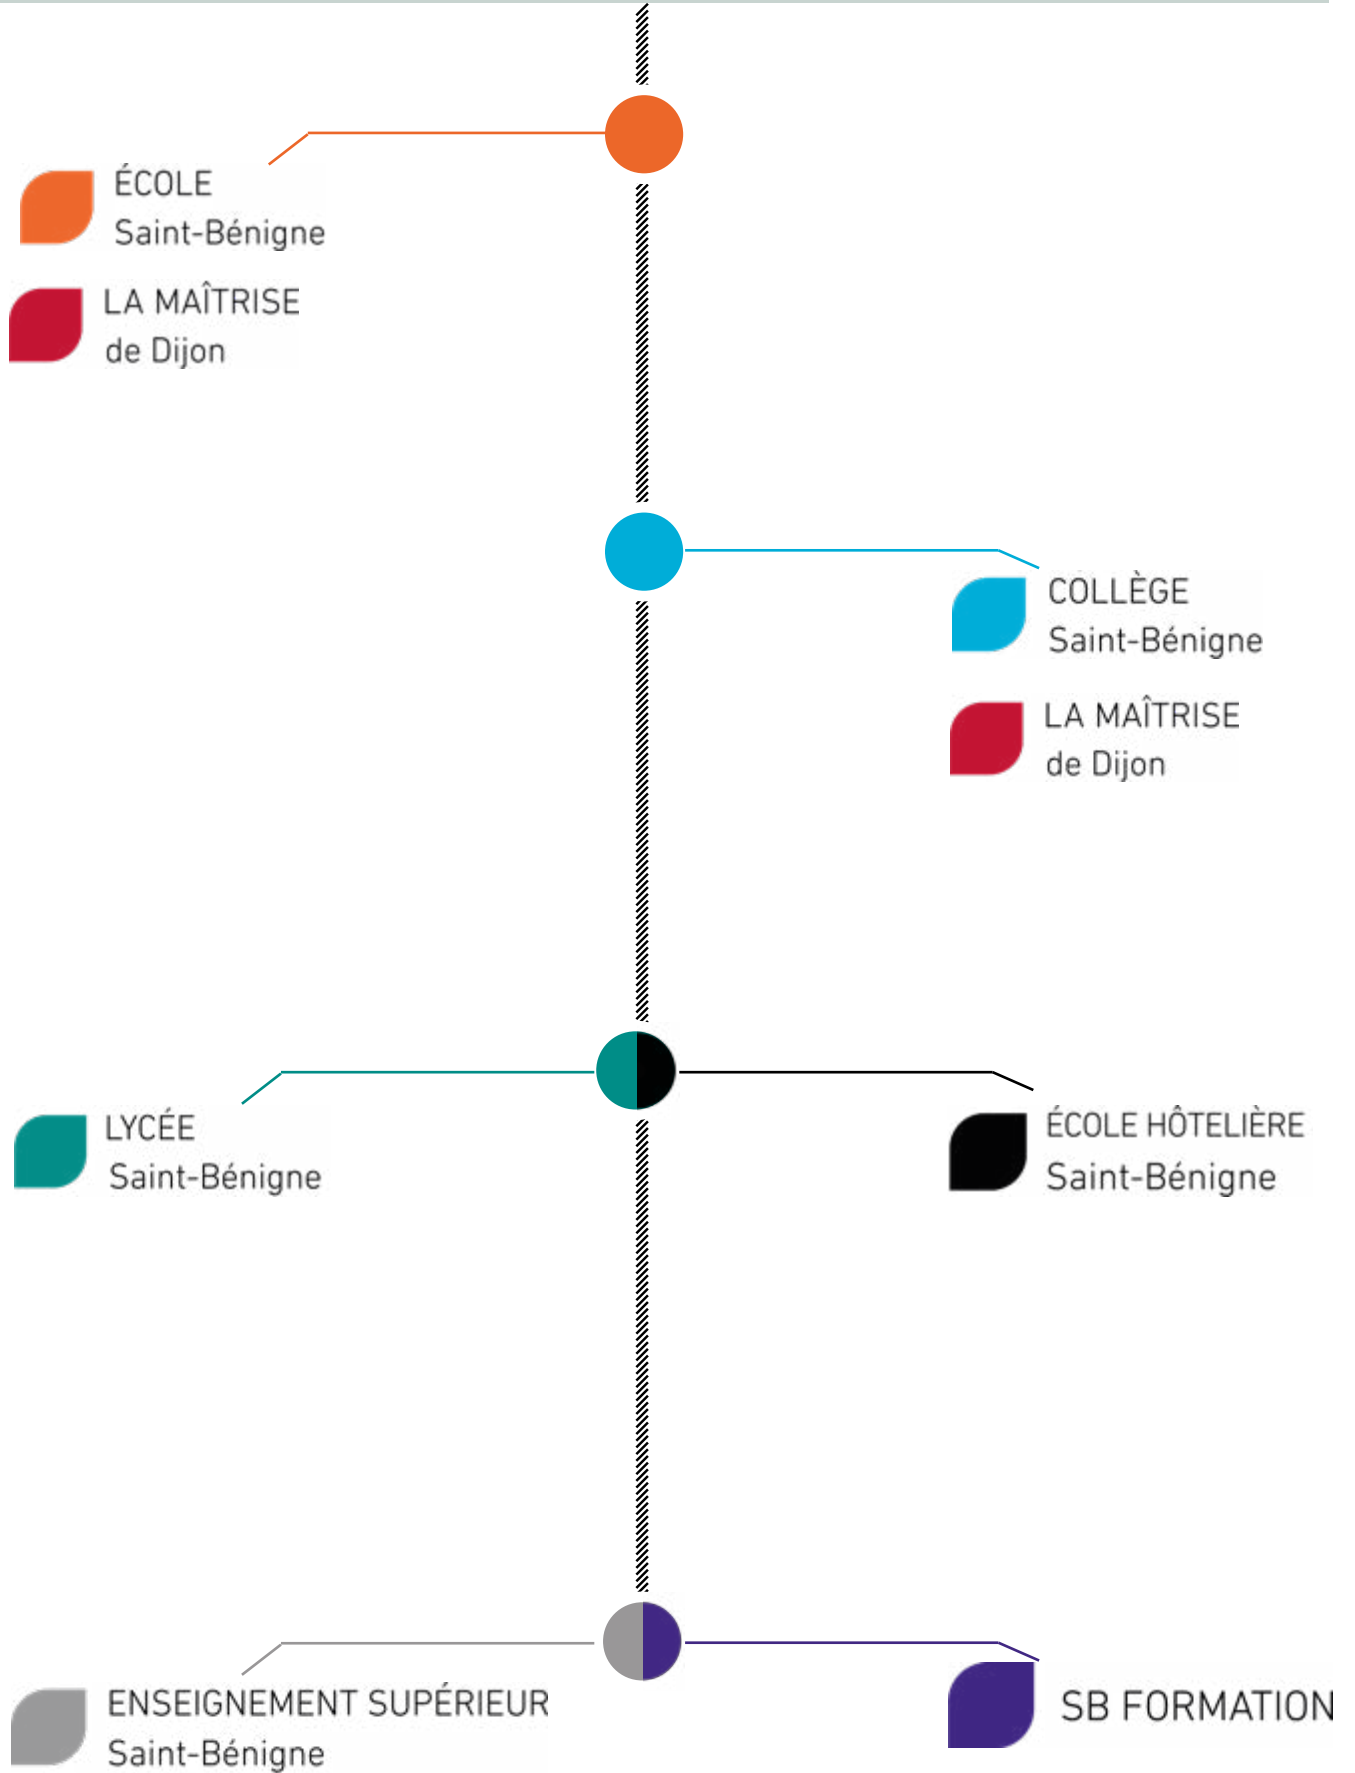 ÉCOLE
Saint-Bénigne
LA MAÎTRISE
de Dijon
COLLÈGE
Saint-Bénigne
LA MAÎTRISE
de Dijon
LYCÉE
Saint-Bénigne
ÉCOLE HÔTELIÈRE
Saint-Bénigne
ENSEIGNEMENT SUPÉRIEUR
Saint-Bénigne
SB FORMATION